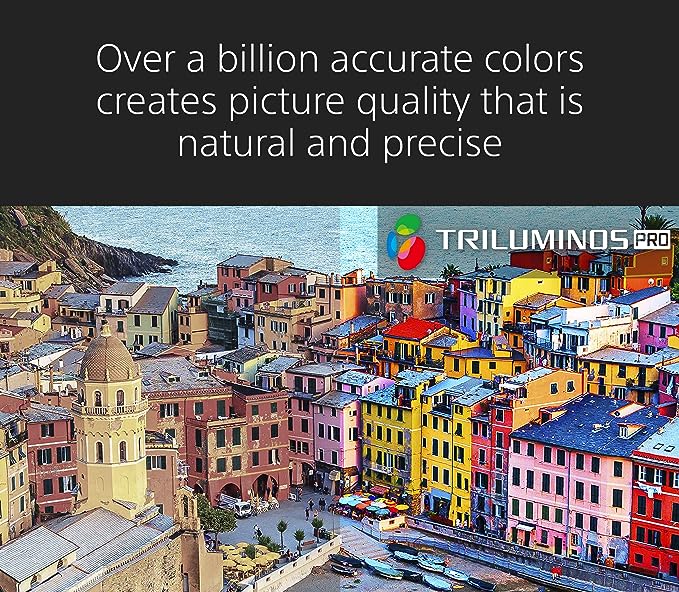 Over a billion accurate colors
creates picture quality that is
natural and precise
TRILUMINOS PRO